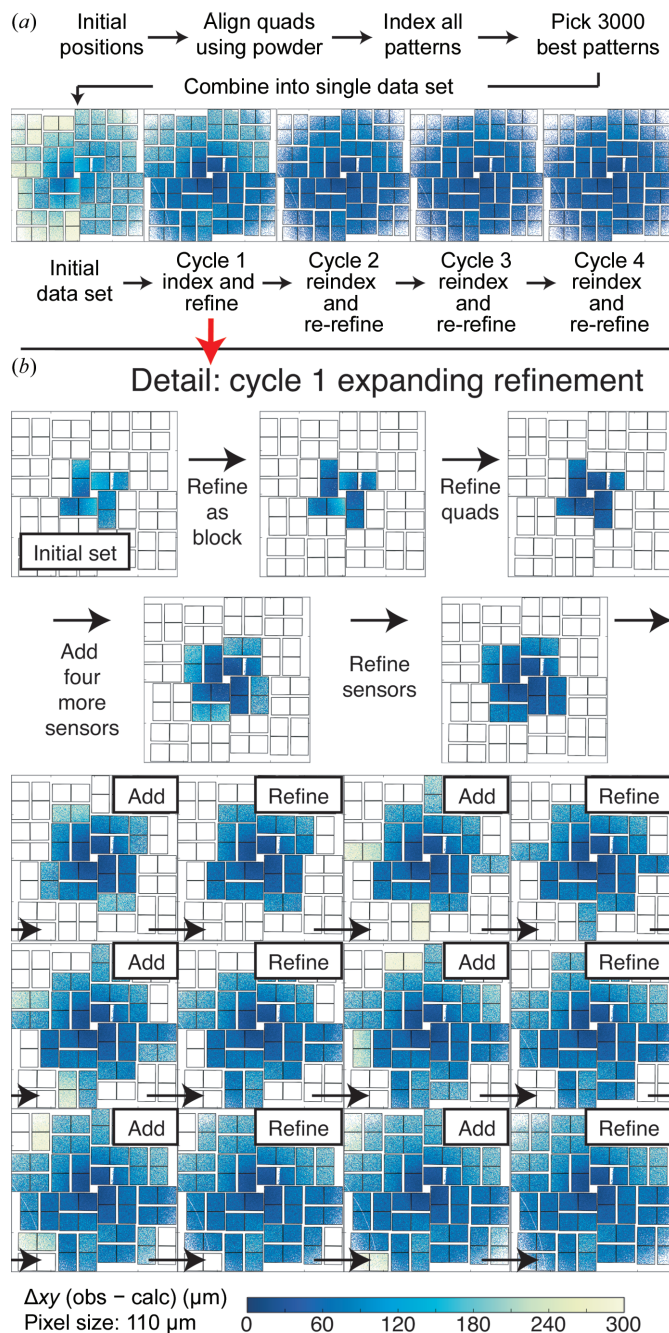 (a)
Initial positions
Align quads using powder
Index all patterns
Pick 3000 best patterns
Combine into single data set
Initial data set
Cycle 1 index and refine
Cycle 2 reindex and re-refine
Cycle 3 reindex and re-refine
Cycle 4 reindex and re-refine
(b)
Detail: cycle 1 expanding refinement
Initial set
Refine as block
Refine quads
Add four more sensors
Refine sensors
Add
Refine
Add
Refine
Add
Refine
Add
Refine
Add
Refine
Add
Refine
Δxy (obs − calc) (μm)
Pixel size: 110 μm
0 60 120 180 240 300